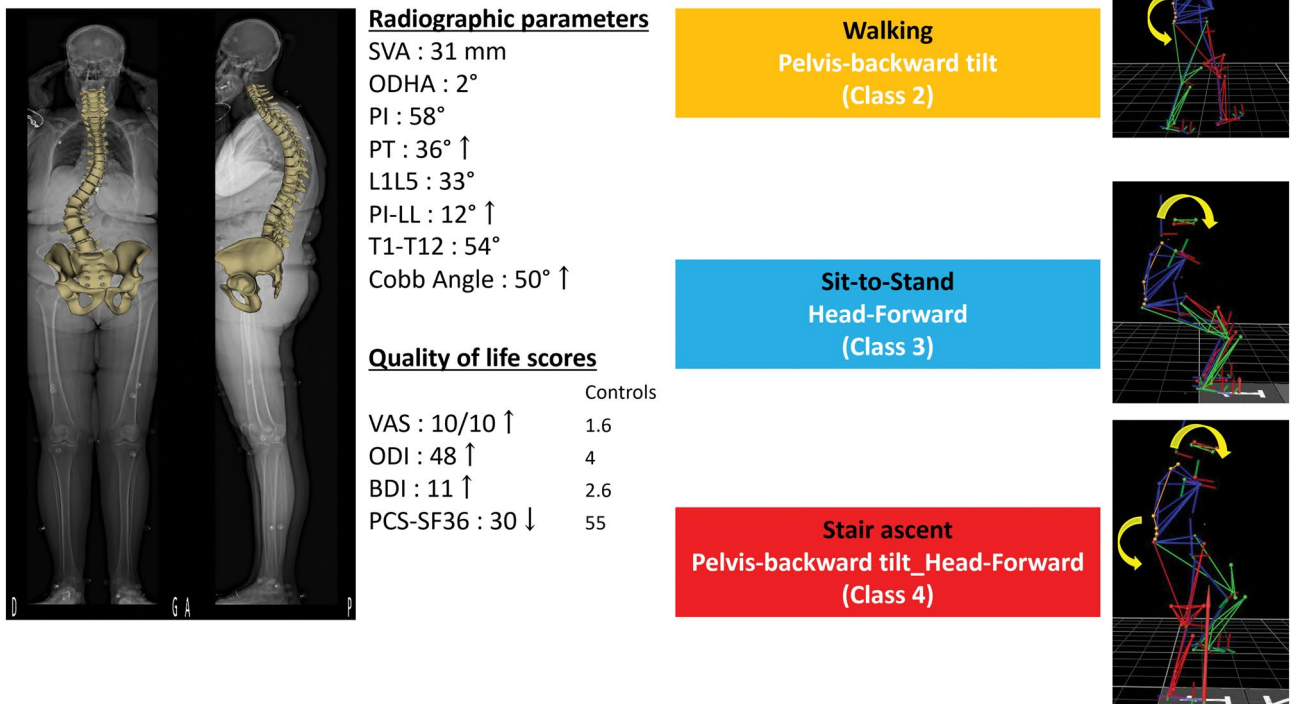 Radiographic parameters
SVA : 31 mm
ODHA : 2°
PI : 58°
PT : 36° ↑
L1L5 : 33°
PI-LL : 12° ↑
T1-T12 : 54°
Cobb Angle : 50° ↑
Quality of life scores
Controls
VAS : 10/10 ↑ 1.6
ODI : 48 ↑ 4
BDI : 11 ↑ 2.6
PCS-SF36 : 30 ↓ 55
D G A P
Walking
Pelvis-backward tilt
(Class 2)
Sit-to-Stand
Head-Forward
(Class 3)
Stair ascent
Pelvis-backward tilt_Head-Forward
(Class 4)